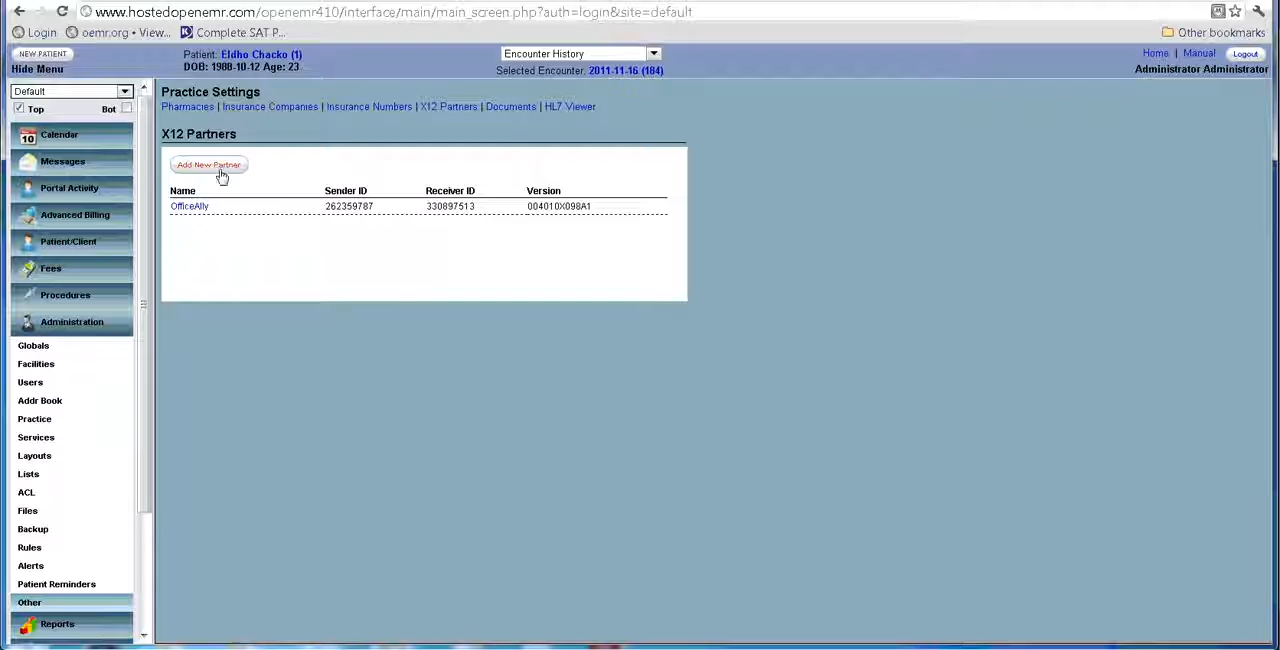 www.hostedopenemr.com/openemr410/interface/main/main_screen.php?auth=login&site=default
Login oemr.org • View... Complete SAT P... Other bookmarks
NEW PATIENT Patient: Eldho Chacko (1) Encounter History Home | Manual Logout
Hide Menu DOB: 1988-10-12 Age: 23 Selected Encounter: 2011-11-16 (184) Administrator Administrator
Default
Top Bot
Practice Settings
Pharmacies | Insurance Companies | Insurance Numbers | X12 Partners | Documents | HL7 Viewer
X12 Partners
Add New Partner
Name Sender ID Receiver ID Version
OfficeAlly 262359787 330897513 004010X098A1
10 Calendar
Messages
Portal Activity
Advanced Billing
Patient/Client
Fees
Procedures
Administration
Globals
Facilities
Users
Addr Book
Practice
Services
Layouts
Lists
ACL
Files
Backup
Rules
Alerts
Patient Reminders
Other
Reports